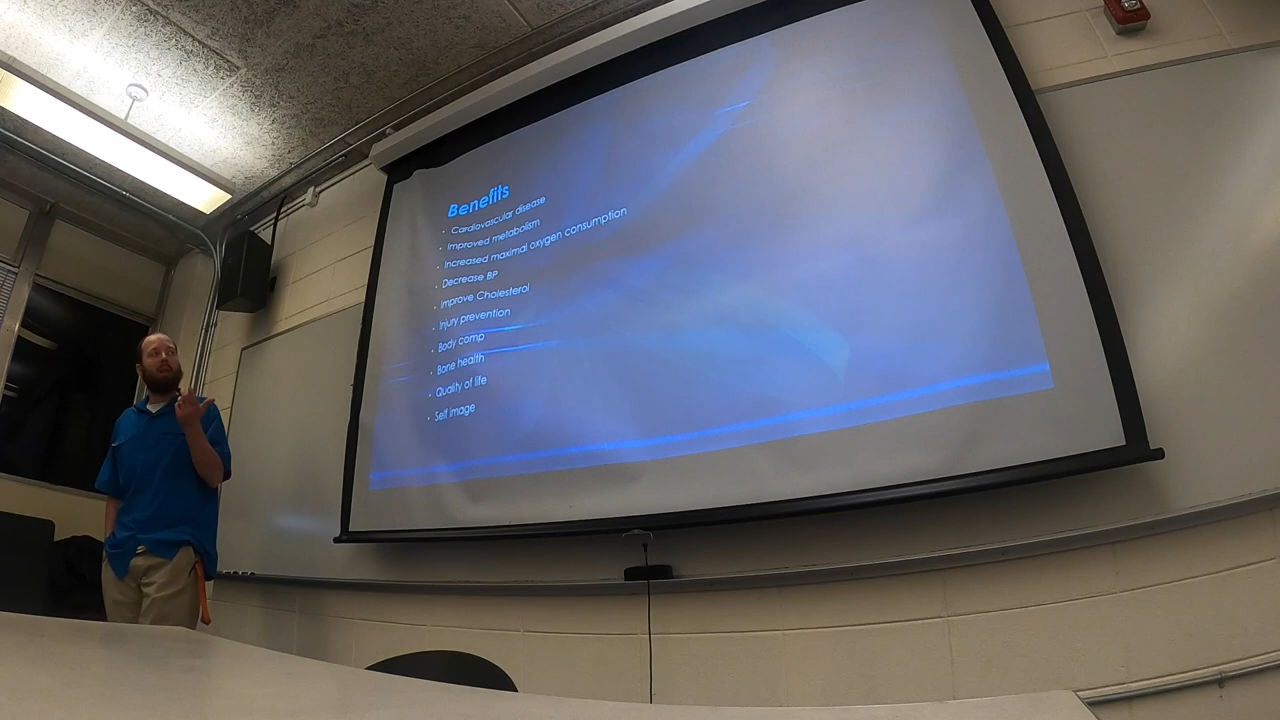 Benefits
• Cardiovascular disease
• Improved metabolism
• Increased maximal oxygen consumption
• Decrease BP
• Improve Cholesterol
• Injury prevention
• Body comp
• Bone health
• Quality of life
• Self image